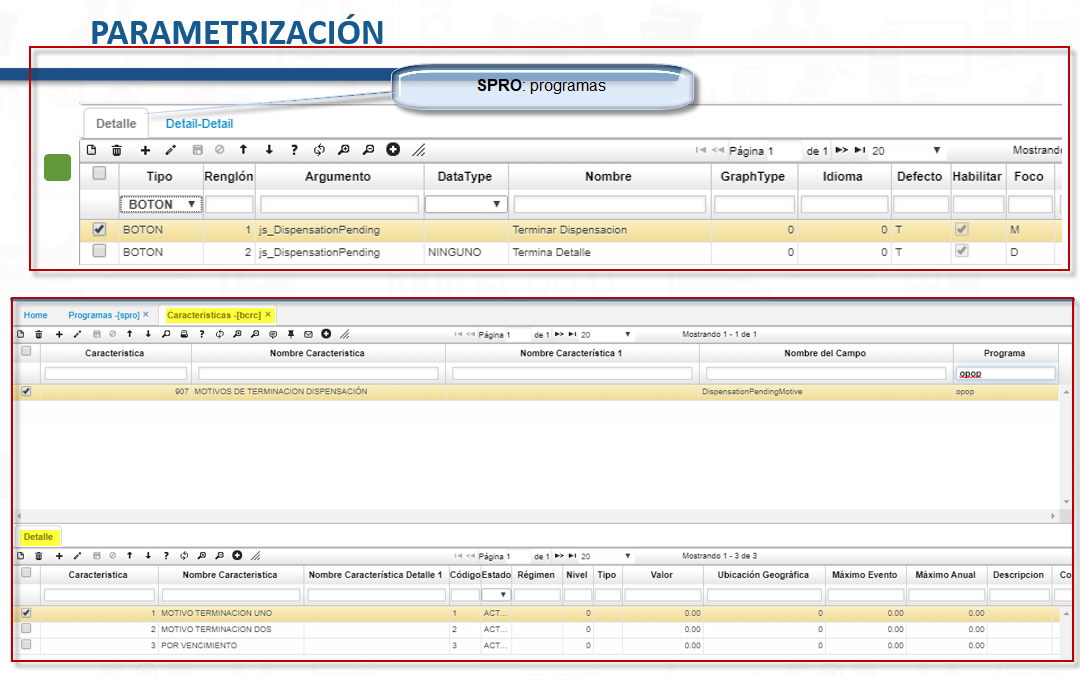 PARAMETRIZACIÓN
SPRO: programas
Detalle Detail-Detail
Página 1 de 1 20 Mostrand
Tipo Renglón Argumento DataType Nombre GraphType Idioma Defecto Habilitar Foco
BOTON
BOTON 1 js_DispensationPending Terminar Dispensacion 0 0 T M
BOTON 2 js_DispensationPending NINGUNO Termina Detalle 0 0 T D
Home Programas -[spro] × Caracteristicas -[bcrc] ×
Página 1 de 1 20 Mostrando 1 - 1 de 1
Caracteristica Nombre Caracteristica Nombre Característica 1 Nombre del Campo Programa
opop
907 MOTIVOS DE TERMINACION DISPENSACIÓN DispensationPendingMotive opop
Detalle
Página 1 de 1 20 Mostrando 1 - 3 de 3
Caracteristica Nombre Caracteristica Nombre Característica Detalle 1 Código Estado Régimen Nivel Tipo Valor Ubicación Geográfica Máximo Evento Máximo Anual Descripcion Co
1 MOTIVO TERMINACION UNO 1 ACT... 0 0.00 0 0.00 0.00
2 MOTIVO TERMINACION DOS 2 ACT... 0 0.00 0 0.00 0.00
3 POR VENCIMIENTO 3 ACT... 0 0.00 0 0.00 0.00